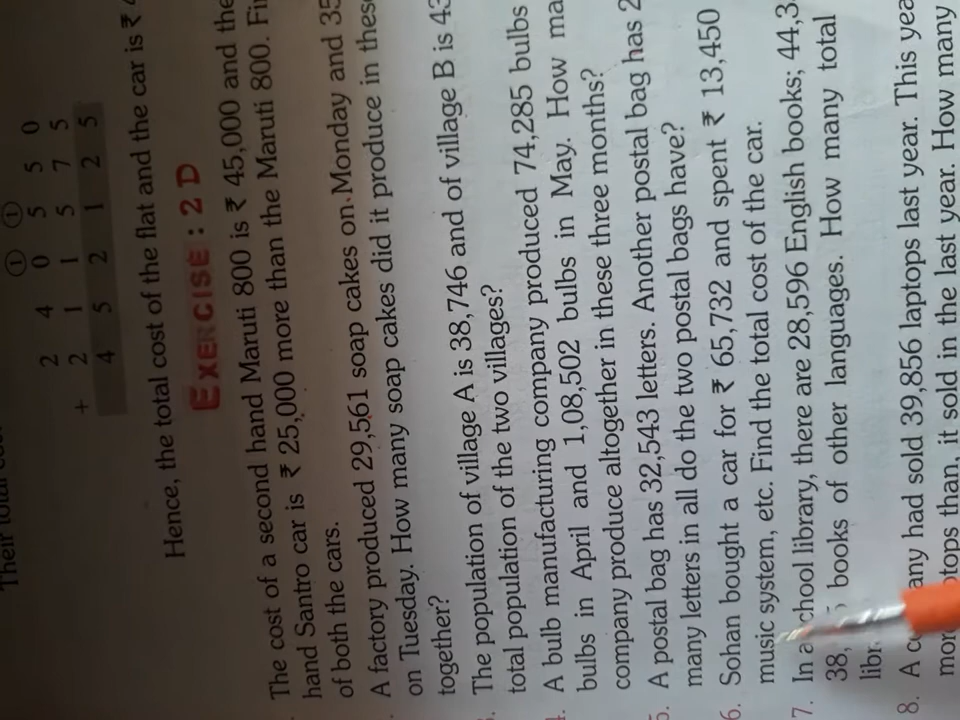 Their total
① ①
2 4 0 5 5 0
+ 2 1 1 5 7 5
4 5 2 1 2 5
Hence, the total cost of the flat and the car is ₹ 4
EXERCISE : 2 D
The cost of a second hand Maruti 800 is ₹ 45,000 and the
hand Santro car is ₹ 25,000 more than the Maruti 800. Fi
of both the cars.
A factory produced 29,561 soap cakes on Monday and 35
on Tuesday. How many soap cakes did it produce in these
together?
The population of village A is 38,746 and of village B is 43
total population of the two villages?
A bulb manufacturing company produced 74,285 bulbs
bulbs in April and 1,08,502 bulbs in May. How ma
company produce altogether in these three months?
5. A postal bag has 32,543 letters. Another postal bag has 2
many letters in all do the two postal bags have?
6. Sohan bought a car for ₹ 65,732 and spent ₹ 13,450
music system, etc. Find the total cost of the car.
7. In a chool library, there are 28,596 English books; 44,3
38, 5 books of other languages. How many total
libr
8. A c any had sold 39,856 laptops last year. This yea
mor ptops than, it sold in the last year. How many